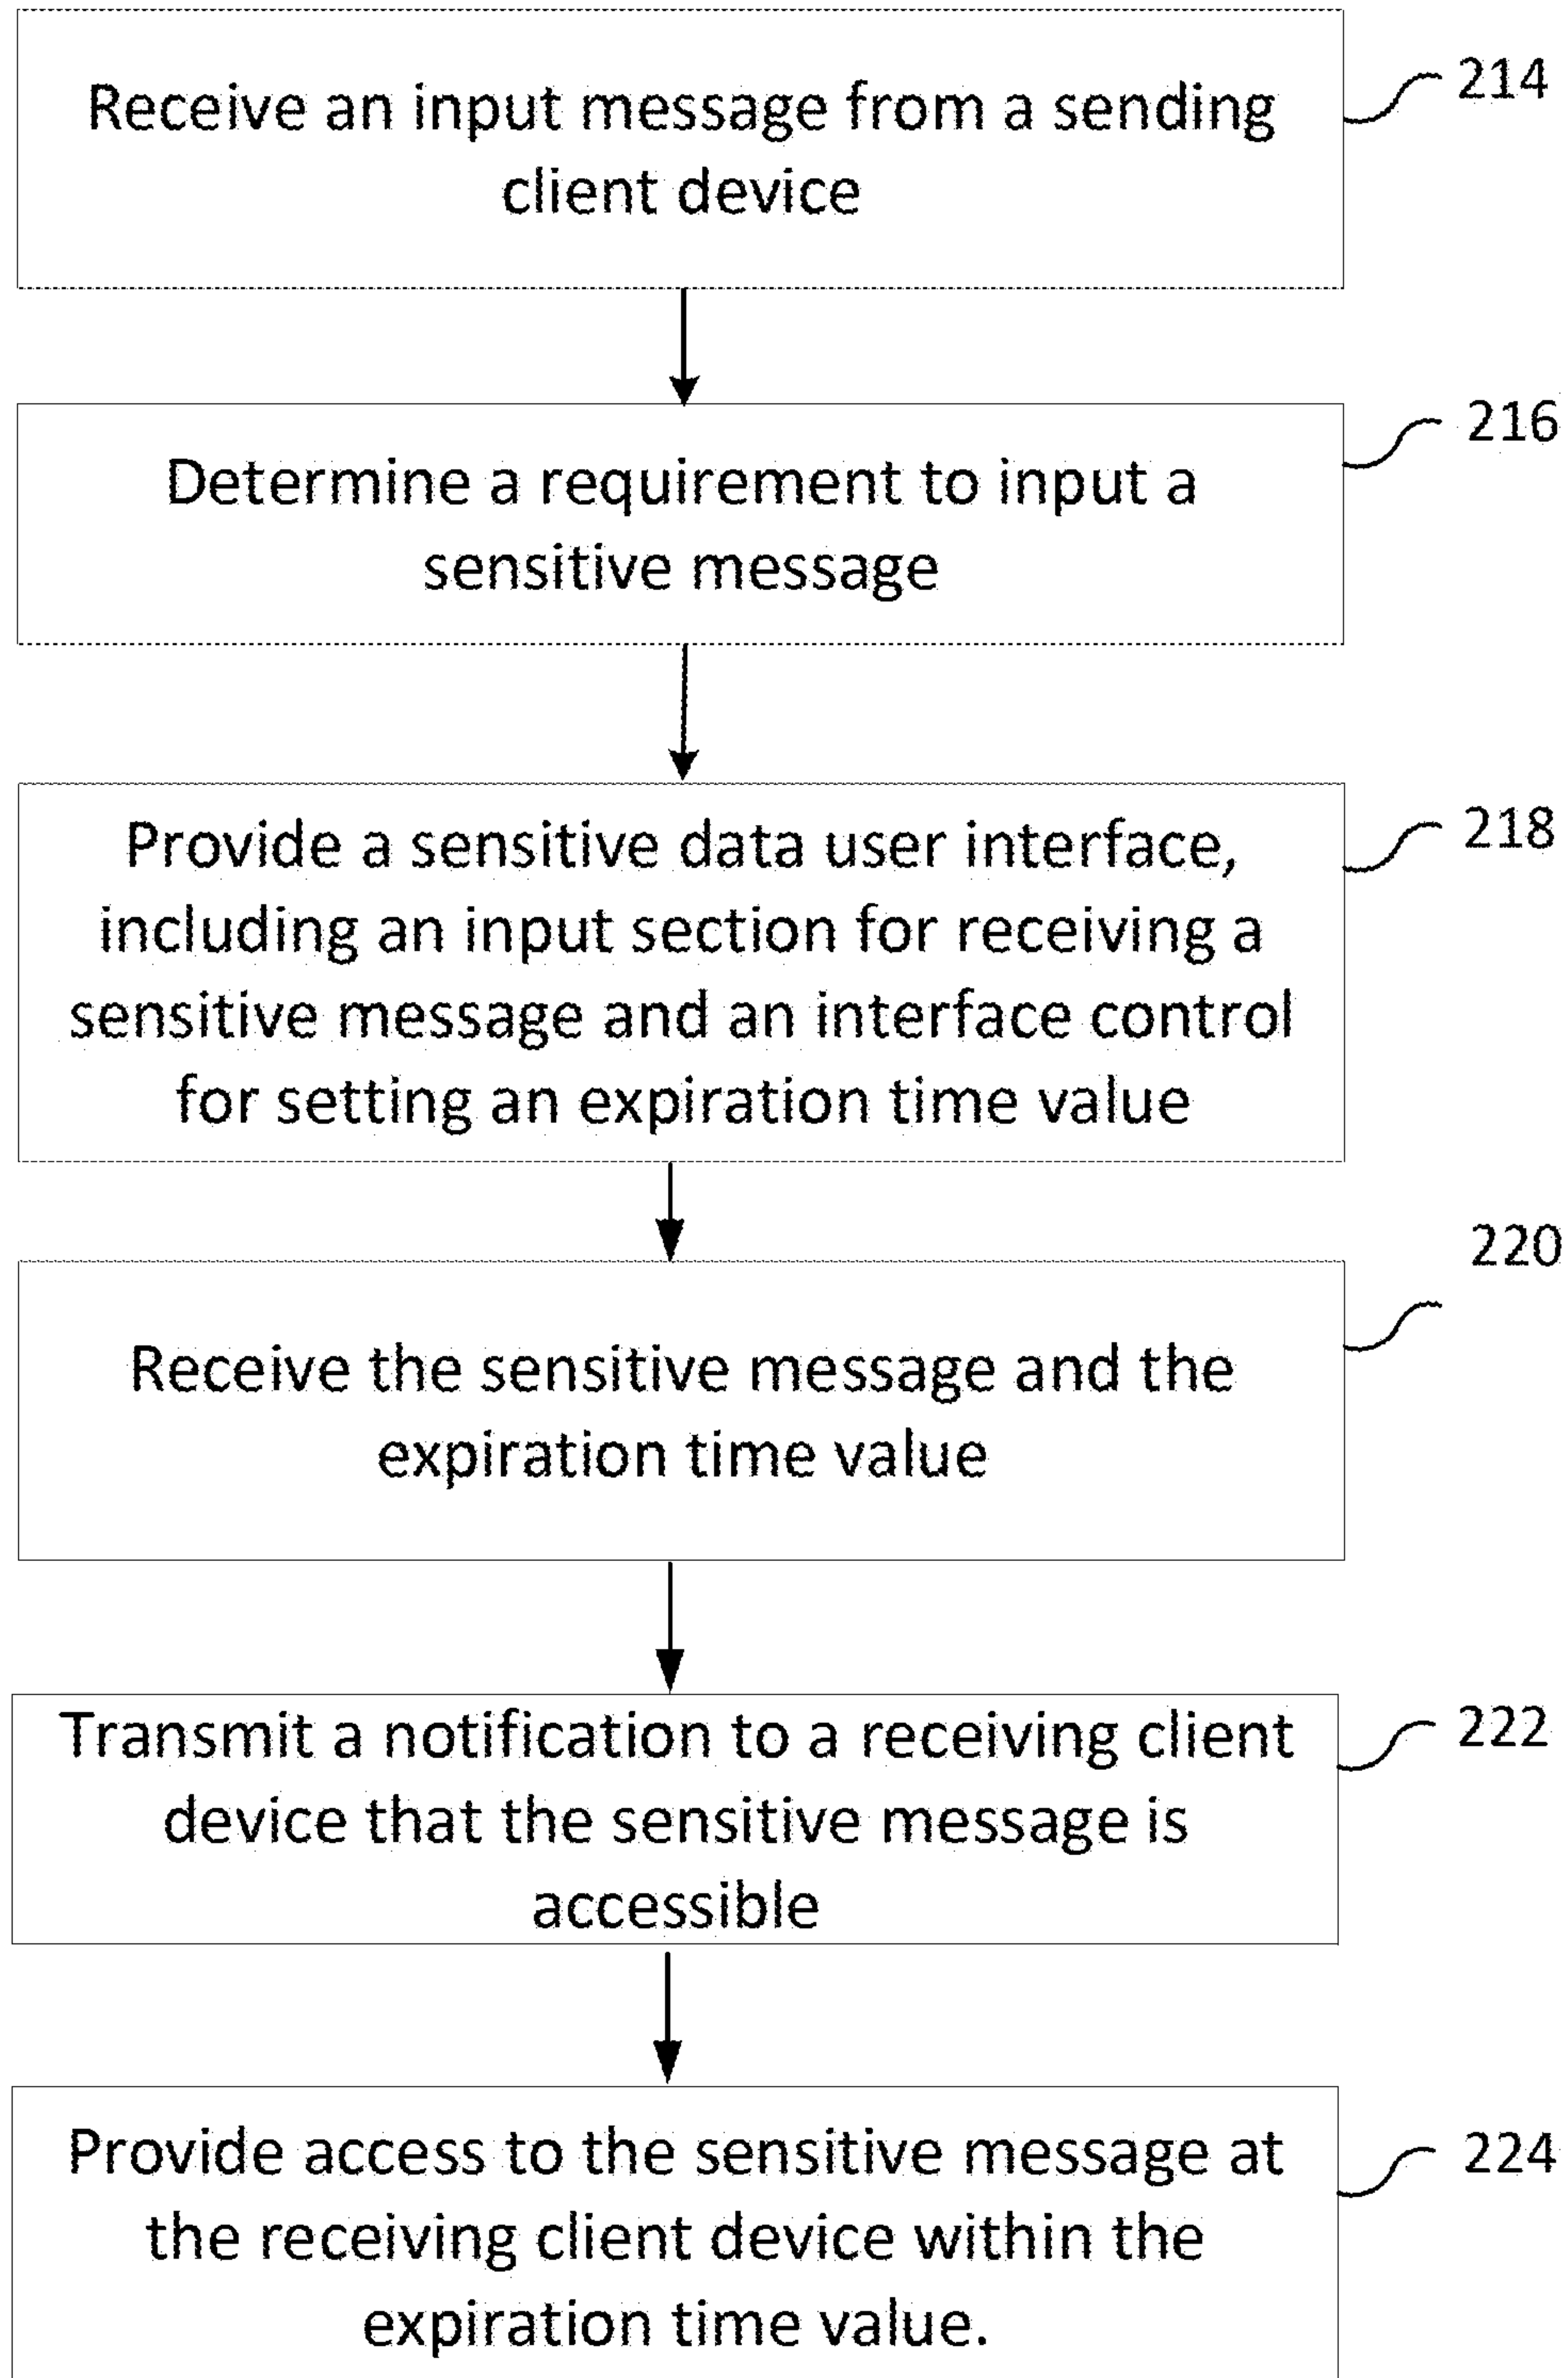 Receive an input message from a sending
client device
214
Determine a requirement to input a
sensitive message
216
Provide a sensitive data user interface,
including an input section for receiving a
sensitive message and an interface control
for setting an expiration time value
218
Receive the sensitive message and the
expiration time value
220
Transmit a notification to a receiving client
device that the sensitive message is
accessible
222
Provide access to the sensitive message at
the receiving client device within the
expiration time value.
224